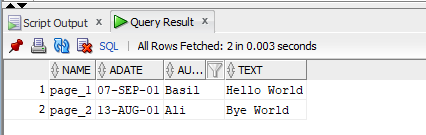 Script Output x Query Result x
SQL | All Rows Fetched: 2 in 0.003 seconds
NAME ADATE AU... TEXT
1 page_1 07-SEP-01 Basil Hello World
2 page_2 13-AUG-01 Ali Bye World